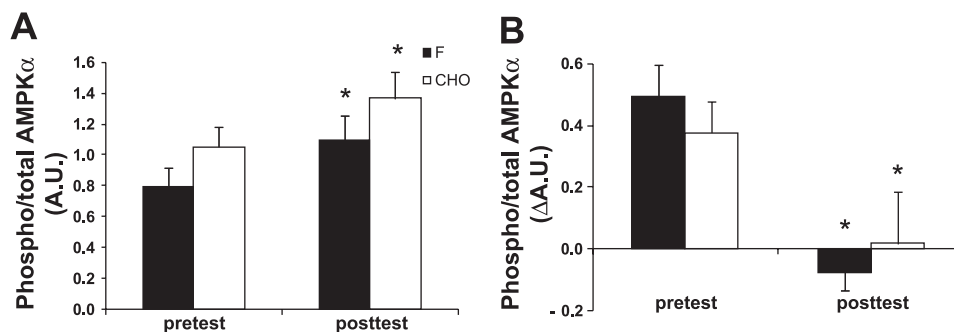 A
Phospho/total AMPKα
(A.U.)
1.6
1.4
1.2
1.0
0.8
0.6
0.4
0.2
0.0
*
*
F
CHO
pretest
posttest
B
Phospho/total AMPKα
(ΔA.U.)
0.6
0.4
0.2
0.0
- 0.2
*
*
pretest
posttest